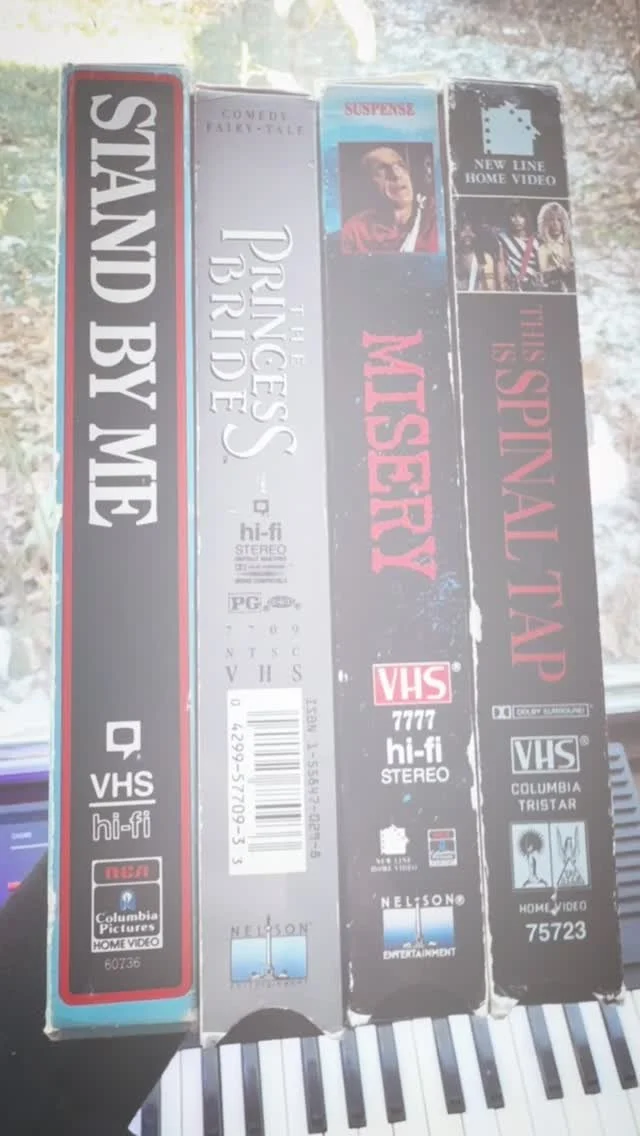 STAND BY ME
VHS
hi-fi
RCA
Columbia
Pictures
HOME VIDEO
60736
COMEDY
FAIRY·TALE
THE
PRINCESS
BRIDE
hi-fi
STEREO
PG
7709
NTSC
VHS
ISBN 1-55847-029-8
0 4299-57709-3 3
NELSON
ENTERTAINMENT
SUSPENSE
MISERY
VHS®
7777
hi-fi
STEREO
NEW LINE
HOME VIDEO
NELSON®
ENTERTAINMENT
NEW LINE
HOME VIDEO
THIS
IS SPINAL TAP
DOLBY SURROUND
VHS®
COLUMBIA
TRISTAR
HOME VIDEO
75723